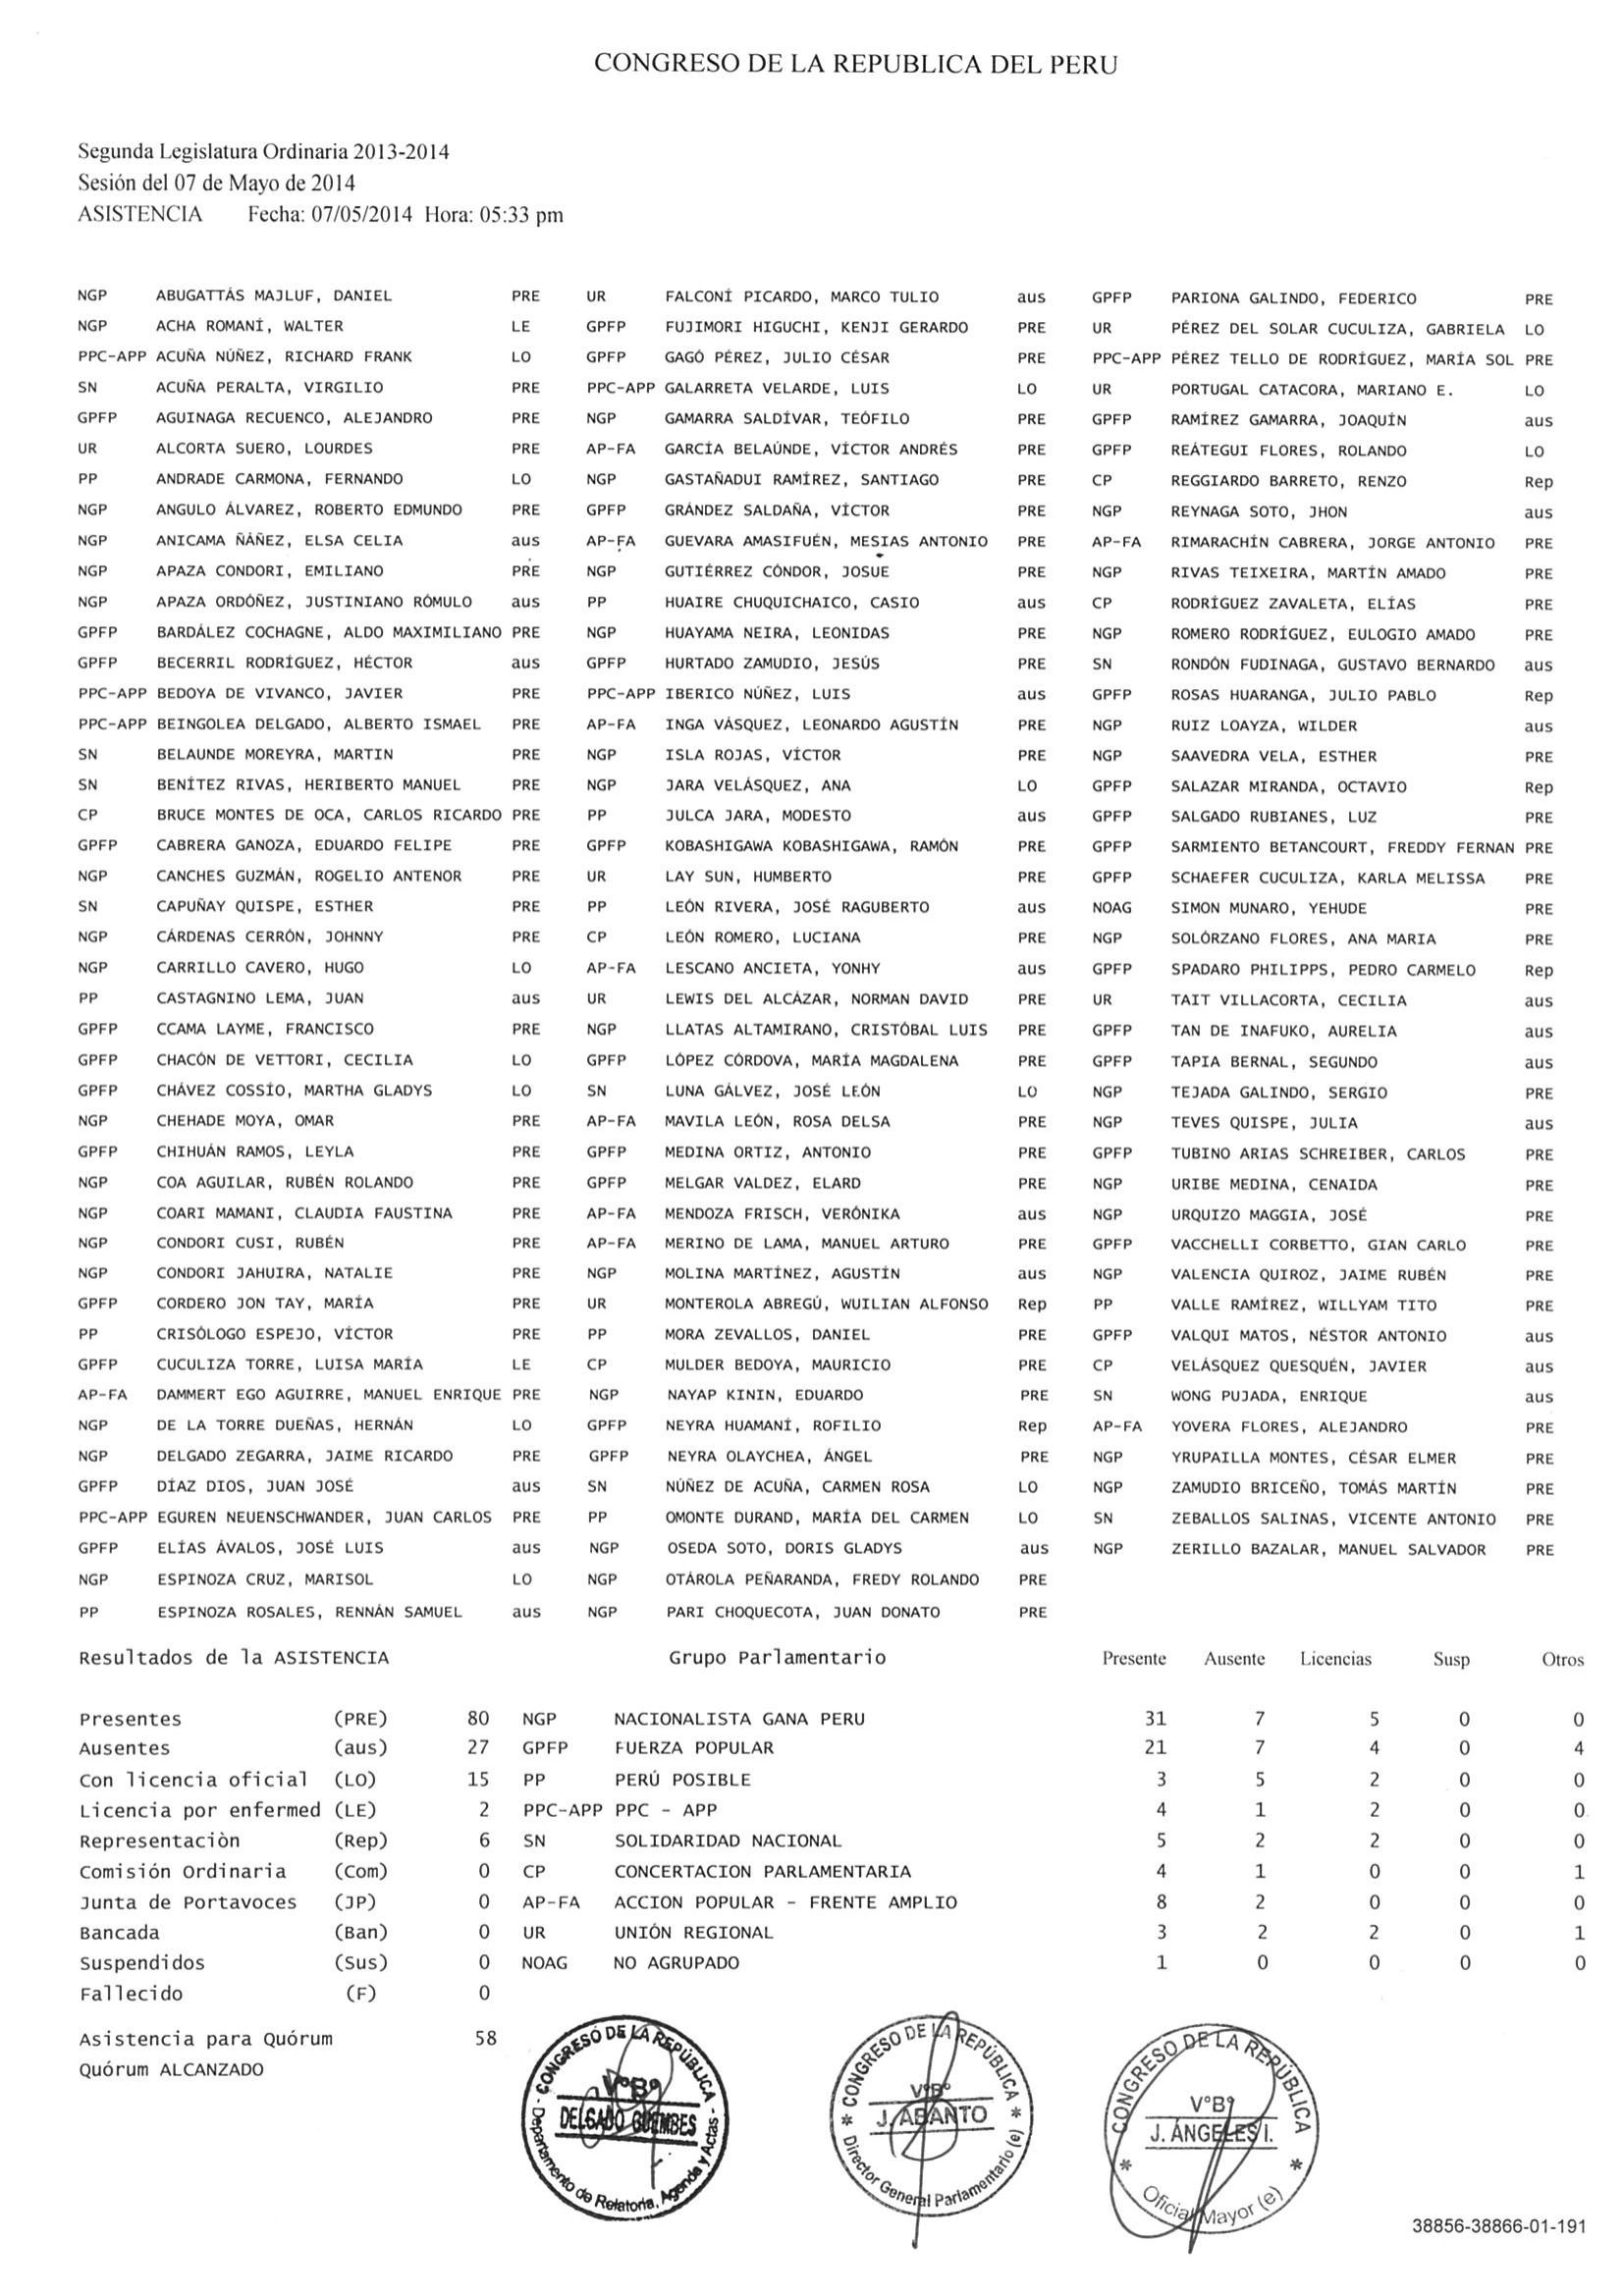 CONGRESO DE LA REPUBLICA DEL PERU
Segunda Legislatura Ordinaria 2013-2014
Sesión del 07 de Mayo de 2014
ASISTENCIA Fecha: 07/05/2014 Hora: 05:33 pm
NGP ABUGATTÁS MAJLUF, DANIEL PRE UR FALCONÍ PICARDO, MARCO TULIO aus GPFP PARIONA GALINDO, FEDERICO PRE
NGP ACHA ROMANÍ, WALTER LE GPFP FUJIMORI HIGUCHI, KENJI GERARDO PRE UR PÉREZ DEL SOLAR CUCULIZA, GABRIELA LO
PPC-APP ACUÑA NÚÑEZ, RICHARD FRANK LO GPFP GAGÓ PÉREZ, JULIO CÉSAR PRE PPC-APP PÉREZ TELLO DE RODRÍGUEZ, MARÍA SOL PRE
SN ACUÑA PERALTA, VIRGILIO PRE PPC-APP GALARRETA VELARDE, LUIS LO UR PORTUGAL CATACORA, MARIANO E. LO
GPFP AGUINAGA RECUENCO, ALEJANDRO PRE NGP GAMARRA SALDÍVAR, TEÓFILO PRE GPFP RAMÍREZ GAMARRA, JOAQUÍN aus
UR ALCORTA SUERO, LOURDES PRE AP-FA GARCÍA BELAÚNDE, VÍCTOR ANDRÉS PRE GPFP REÁTEGUI FLORES, ROLANDO LO
PP ANDRADE CARMONA, FERNANDO LO NGP GASTAÑADUI RAMÍREZ, SANTIAGO PRE CP REGGIARDO BARRETO, RENZO Rep
NGP ANGULO ÁLVAREZ, ROBERTO EDMUNDO PRE GPFP GRÁNDEZ SALDAÑA, VÍCTOR PRE NGP REYNAGA SOTO, JHON aus
NGP ANICAMA ÑÁÑEZ, ELSA CELIA aus AP-FA GUEVARA AMASIFUÉN, MESIAS ANTONIO PRE AP-FA RIMARACHÍN CABRERA, JORGE ANTONIO PRE
NGP APAZA CONDORI, EMILIANO PRE NGP GUTIÉRREZ CÓNDOR, JOSUE PRE NGP RIVAS TEIXEIRA, MARTÍN AMADO PRE
NGP APAZA ORDÓÑEZ, JUSTINIANO RÓMULO aus PP HUAIRE CHUQUICHAICO, CASIO aus CP RODRÍGUEZ ZAVALETA, ELÍAS PRE
GPFP BARDÁLEZ COCHAGNE, ALDO MAXIMILIANO PRE NGP HUAYAMA NEIRA, LEONIDAS PRE NGP ROMERO RODRÍGUEZ, EULOGIO AMADO PRE
GPFP BECERRIL RODRÍGUEZ, HÉCTOR aus GPFP HURTADO ZAMUDIO, JESÚS PRE SN RONDÓN FUDINAGA, GUSTAVO BERNARDO aus
PPC-APP BEDOYA DE VIVANCO, JAVIER PRE PPC-APP IBERICO NÚÑEZ, LUIS aus GPFP ROSAS HUARANGA, JULIO PABLO Rep
PPC-APP BEINGOLEA DELGADO, ALBERTO ISMAEL PRE AP-FA INGA VÁSQUEZ, LEONARDO AGUSTÍN PRE NGP RUIZ LOAYZA, WILDER aus
SN BELAUNDE MOREYRA, MARTIN PRE NGP ISLA ROJAS, VÍCTOR PRE NGP SAAVEDRA VELA, ESTHER PRE
SN BENÍTEZ RIVAS, HERIBERTO MANUEL PRE NGP JARA VELÁSQUEZ, ANA LO GPFP SALAZAR MIRANDA, OCTAVIO Rep
CP BRUCE MONTES DE OCA, CARLOS RICARDO PRE PP JULCA JARA, MODESTO aus GPFP SALGADO RUBIANES, LUZ PRE
GPFP CABRERA GANOZA, EDUARDO FELIPE PRE GPFP KOBASHIGAWA KOBASHIGAWA, RAMÓN PRE GPFP SARMIENTO BETANCOURT, FREDDY FERNAN PRE
NGP CANCHES GUZMÁN, ROGELIO ANTENOR PRE UR LAY SUN, HUMBERTO PRE GPFP SCHAEFER CUCULIZA, KARLA MELISSA PRE
SN CAPUÑAY QUISPE, ESTHER PRE PP LEÓN RIVERA, JOSÉ RAGUBERTO aus NOAG SIMON MUNARO, YEHUDE PRE
NGP CÁRDENAS CERRÓN, JOHNNY PRE CP LEÓN ROMERO, LUCIANA PRE NGP SOLÓRZANO FLORES, ANA MARIA PRE
NGP CARRILLO CAVERO, HUGO LO AP-FA LESCANO ANCIETA, YONHY aus GPFP SPADARO PHILIPPS, PEDRO CARMELO Rep
PP CASTAGNINO LEMA, JUAN aus UR LEWIS DEL ALCÁZAR, NORMAN DAVID PRE UR TAIT VILLACORTA, CECILIA aus
GPFP CCAMA LAYME, FRANCISCO PRE NGP LLATAS ALTAMIRANO, CRISTÓBAL LUIS PRE GPFP TAN DE INAFUKO, AURELIA aus
GPFP CHACÓN DE VETTORI, CECILIA LO GPFP LÓPEZ CÓRDOVA, MARÍA MAGDALENA PRE GPFP TAPIA BERNAL, SEGUNDO aus
GPFP CHÁVEZ COSSÍO, MARTHA GLADYS LO SN LUNA GÁLVEZ, JOSÉ LEÓN LO NGP TEJADA GALINDO, SERGIO PRE
NGP CHEHADE MOYA, OMAR PRE AP-FA MAVILA LEÓN, ROSA DELSA PRE NGP TEVES QUISPE, JULIA aus
GPFP CHIHUÁN RAMOS, LEYLA PRE GPFP MEDINA ORTIZ, ANTONIO PRE GPFP TUBINO ARIAS SCHREIBER, CARLOS PRE
NGP COA AGUILAR, RUBÉN ROLANDO PRE GPFP MELGAR VALDEZ, ELARD PRE NGP URIBE MEDINA, CENAIDA PRE
NGP COARI MAMANI, CLAUDIA FAUSTINA PRE AP-FA MENDOZA FRISCH, VERÓNIKA aus NGP URQUIZO MAGGIA, JOSÉ PRE
NGP CONDORI CUSI, RUBÉN PRE AP-FA MERINO DE LAMA, MANUEL ARTURO PRE GPFP VACCHELLI CORBETTO, GIAN CARLO PRE
NGP CONDORI JAHUIRA, NATALIE PRE NGP MOLINA MARTÍNEZ, AGUSTÍN aus NGP VALENCIA QUIROZ, JAIME RUBÉN PRE
GPFP CORDERO JON TAY, MARÍA PRE UR MONTEROLA ABREGÚ, WUILIAN ALFONSO Rep PP VALLE RAMÍREZ, WILLYAM TITO PRE
PP CRISÓLOGO ESPEJO, VÍCTOR PRE PP MORA ZEVALLOS, DANIEL PRE GPFP VALQUI MATOS, NÉSTOR ANTONIO aus
GPFP CUCULIZA TORRE, LUISA MARÍA LE CP MULDER BEDOYA, MAURICIO PRE CP VELÁSQUEZ QUESQUÉN, JAVIER aus
AP-FA DAMMERT EGO AGUIRRE, MANUEL ENRIQUE PRE NGP NAYAP KININ, EDUARDO PRE SN WONG PUJADA, ENRIQUE aus
NGP DE LA TORRE DUEÑAS, HERNÁN LO GPFP NEYRA HUAMANÍ, ROFILIO Rep AP-FA YOVERA FLORES, ALEJANDRO PRE
NGP DELGADO ZEGARRA, JAIME RICARDO PRE GPFP NEYRA OLAYCHEA, ÁNGEL PRE NGP YRUPAILLA MONTES, CÉSAR ELMER PRE
GPFP DÍAZ DIOS, JUAN JOSÉ aus SN NÚÑEZ DE ACUÑA, CARMEN ROSA LO NGP ZAMUDIO BRICEÑO, TOMÁS MARTÍN PRE
PPC-APP EGUREN NEUENSCHWANDER, JUAN CARLOS PRE PP OMONTE DURAND, MARÍA DEL CARMEN LO SN ZEBALLOS SALINAS, VICENTE ANTONIO PRE
GPFP ELÍAS ÁVALOS, JOSÉ LUIS aus NGP OSEDA SOTO, DORIS GLADYS aus NGP ZERILLO BAZALAR, MANUEL SALVADOR PRE
NGP ESPINOZA CRUZ, MARISOL LO NGP OTÁROLA PEÑARANDA, FREDY ROLANDO PRE
PP ESPINOZA ROSALES, RENNÁN SAMUEL aus NGP PARI CHOQUECOTA, JUAN DONATO PRE
Resultados de la ASISTENCIA Grupo Parlamentario Presente Ausente Licencias Susp Otros
Presentes (PRE) 80 NGP NACIONALISTA GANA PERU 31 7 5 0 0
Ausentes (aus) 27 GPFP FUERZA POPULAR 21 7 4 0 4
Con licencia oficial (LO) 15 PP PERÚ POSIBLE 3 5 2 0 0
Licencia por enfermed (LE) 2 PPC-APP PPC - APP 4 1 2 0 0
Representaciòn (Rep) 6 SN SOLIDARIDAD NACIONAL 5 2 2 0 0
Comisión Ordinaria (Com) 0 CP CONCERTACION PARLAMENTARIA 4 1 0 0 1
Junta de Portavoces (JP) 0 AP-FA ACCION POPULAR - FRENTE AMPLIO 8 2 0 0 0
Bancada (Ban) 0 UR UNIÓN REGIONAL 3 2 2 0 1
Suspendidos (Sus) 0 NOAG NO AGRUPADO 1 0 0 0 0
Fallecido (F) 0
Asistencia para Quórum 58
Quórum ALCANZADO
CONGRESO DE LA REPÚBLICA
V°B°
DELGADO GUEMBES
Departamento de Relatoria, Agenda y Actas
CONGRESO DE LA REPÚBLICA
V°B°
J. ABANTO
Director General Parlamentario (e)
CONGRESO DE LA REPÚBLICA
V°B°
J. ÁNGELES I.
Oficial Mayor (e)
38856-38866-01-191